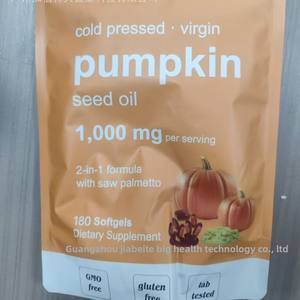 cold pressed · virgin
pumpkin
seed oil
1,000 mg per serving
2-in-1 formula
with saw palmetto
180 Softgels
Dietary Supplement
Guangzhou jiabeite big health technology co., ltd
GMO
free
gluten
free
lab
tested